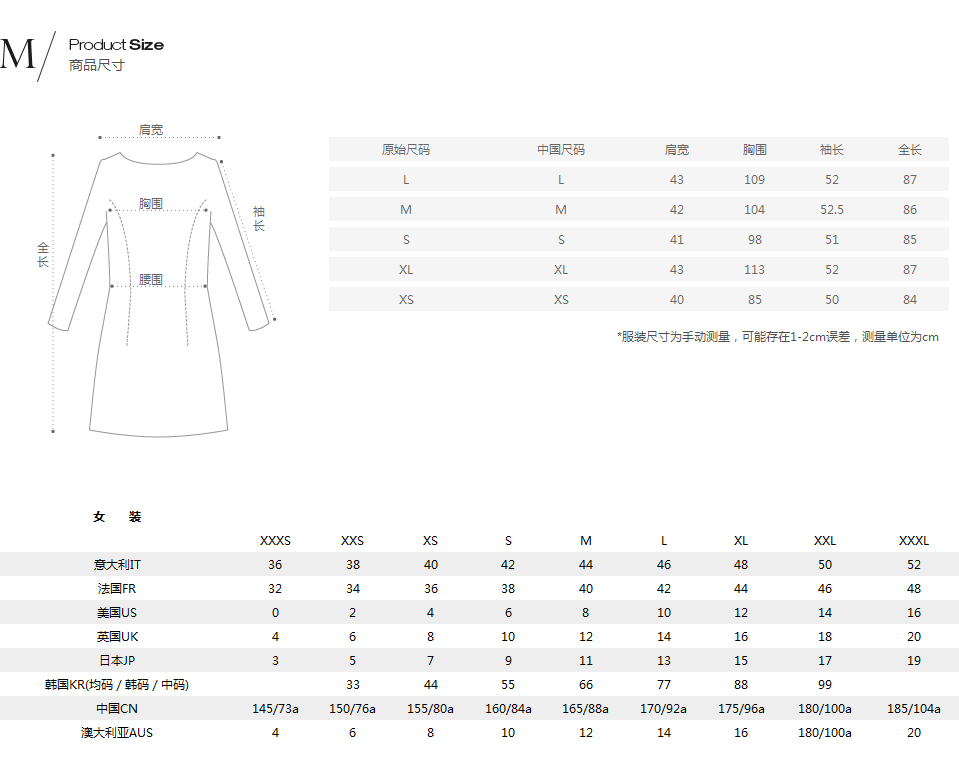 M/ Product Size
商品尺寸
肩宽
胸围
袖长
全长
腰围
原始尺码 中国尺码 肩宽 胸围 袖长 全长
L L 43 109 52 87
M M 42 104 52.5 86
S S 41 98 51 85
XL XL 43 113 52 87
XS XS 40 85 50 84
*服装尺寸为手动测量，可能存在1-2cm误差，测量单位为cm
女 装
XXXS XXS XS S M L XL XXL XXXL
意大利IT 36 38 40 42 44 46 48 50 52
法国FR 32 34 36 38 40 42 44 46 48
美国US 0 2 4 6 8 10 12 14 16
英国UK 4 6 8 10 12 14 16 18 20
日本JP 3 5 7 9 11 13 15 17 19
韩国KR(均码 / 韩码 / 中码) 33 44 55 66 77 88 99
中国CN 145/73a 150/76a 155/80a 160/84a 165/88a 170/92a 175/96a 180/100a 185/104a
澳大利亚AUS 4 6 8 10 12 14 16 180/100a 20